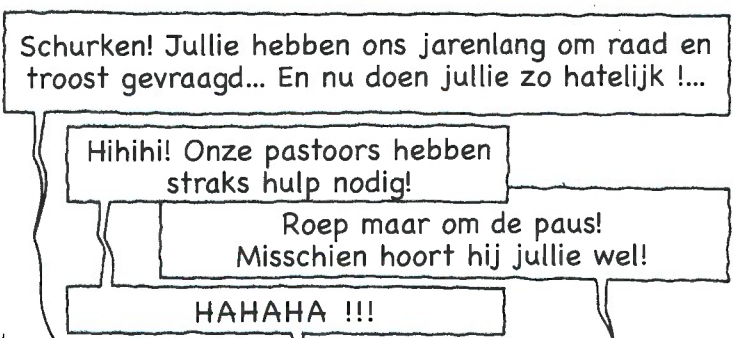 Schurken! Jullie hebben ons jarenlang om raad en
troost gevraagd... En nu doen jullie zo hatelijk !...
Hihihi! Onze pastoors hebben
straks hulp nodig!
Roep maar om de paus!
Misschien hoort hij jullie wel!
HAHAHA !!!